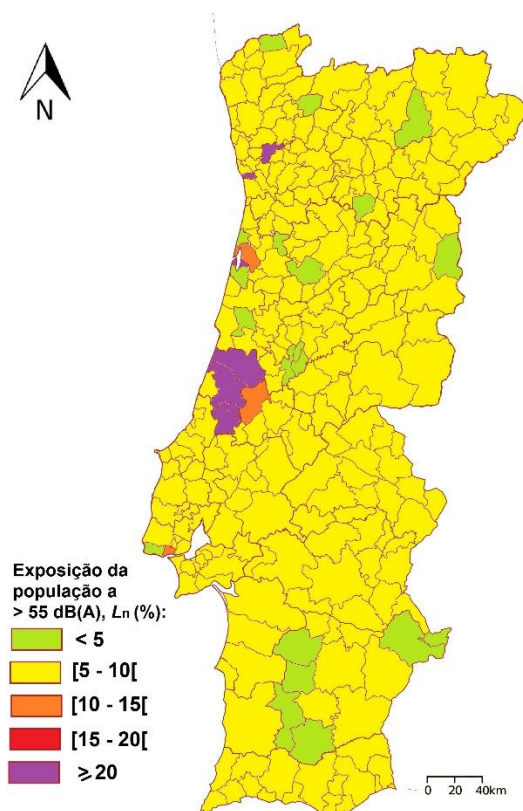 N
Exposição da
população a
> 55 dB(A), Ln (%):
< 5
[5 - 10[
[10 - 15[
[15 - 20[
⩾20
0 20 40km